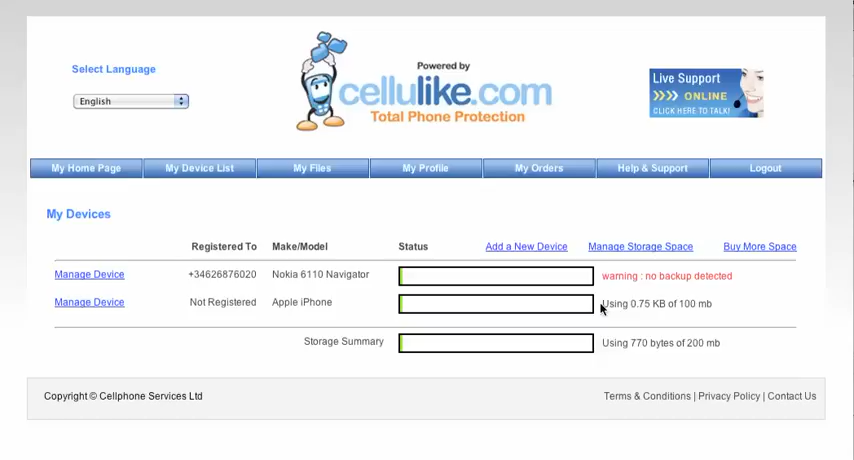 Select Language
English
Powered by
cellulike.com
Total Phone Protection
Live Support
>>>> ONLINE
CLICK HERE TO TALK!
My Home Page My Device List My Files My Profile My Orders Help & Support Logout
My Devices
Registered To Make/Model Status Add a New Device Manage Storage Space Buy More Space
Manage Device +34626876020 Nokia 6110 Navigator warning : no backup detected
Manage Device Not Registered Apple iPhone Using 0.75 KB of 100 mb
Storage Summary Using 770 bytes of 200 mb
Copyright © Cellphone Services Ltd Terms & Conditions | Privacy Policy | Contact Us